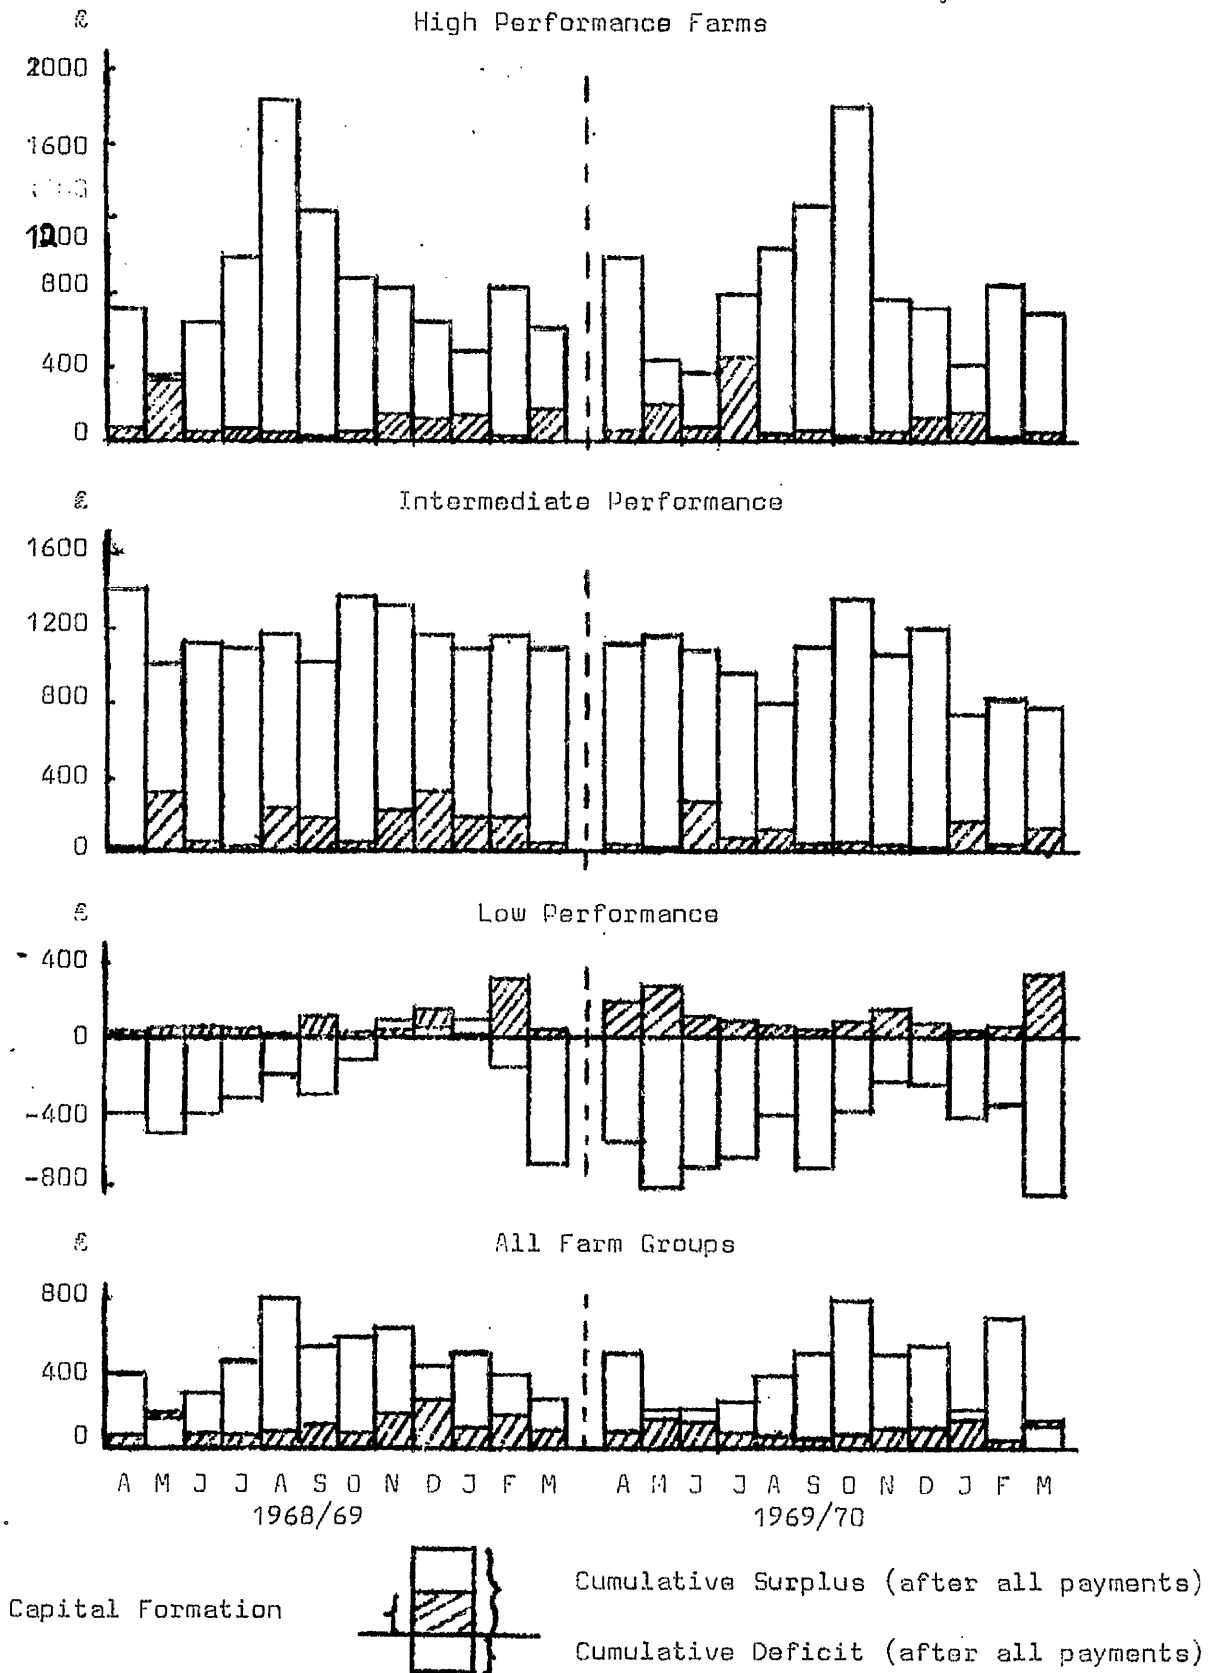 £ High Performance Farms
2000
1600
1200
800
400
0
£ Intermediate Performance
1600
1200
800
400
0
£ Low Performance
400
0
-400
-800
£ All Farm Groups
800
400
0
A M J J A S O N D J F M A M J J A S O N D J F M
1968/69 1969/70
Cumulative Surplus (after all payments)
Capital Formation
Cumulative Deficit (after all payments)